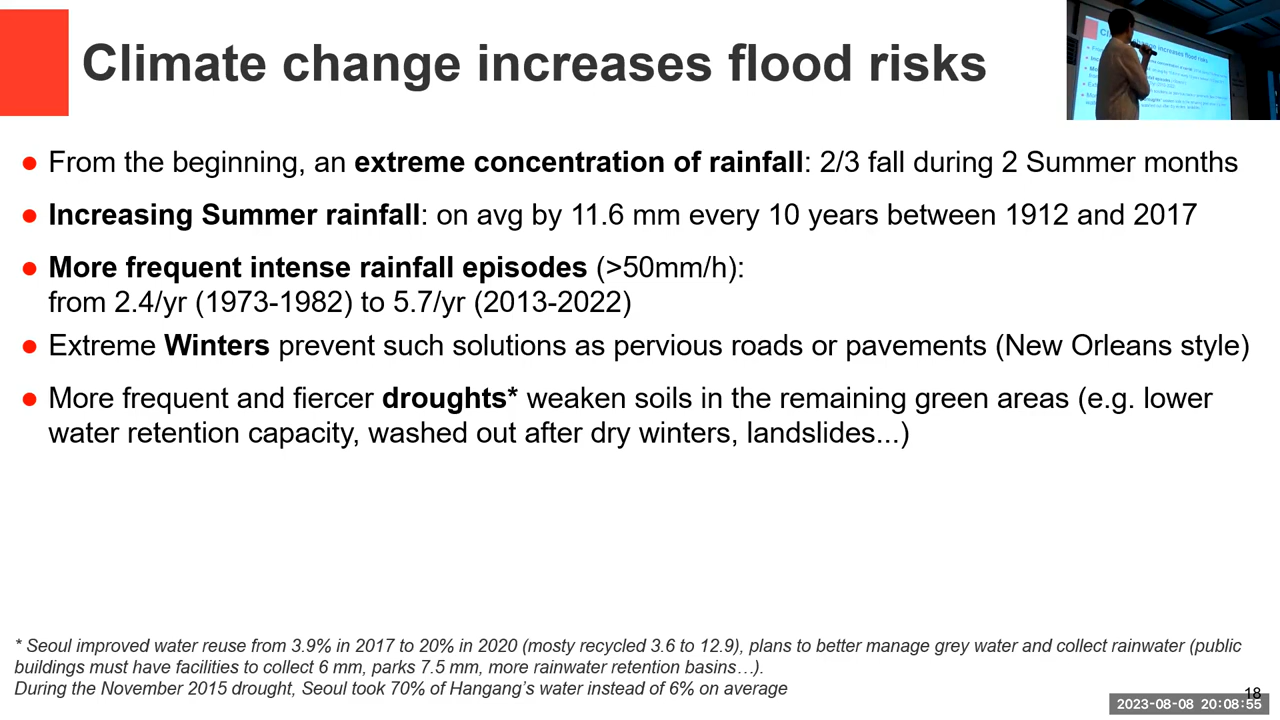 Climate change increases flood risks
● From the beginning, an extreme concentration of rainfall: 2/3 fall during 2 Summer months
● Increasing Summer rainfall: on avg by 11.6 mm every 10 years between 1912 and 2017
● More frequent intense rainfall episodes (>50mm/h):
from 2.4/yr (1973-1982) to 5.7/yr (2013-2022)
● Extreme Winters prevent such solutions as pervious roads or pavements (New Orleans style)
● More frequent and fiercer droughts* weaken soils in the remaining green areas (e.g. lower
water retention capacity, washed out after dry winters, landslides...)
* Seoul improved water reuse from 3.9% in 2017 to 20% in 2020 (mosty recycled 3.6 to 12.9), plans to better manage grey water and collect rainwater (public
buildings must have facilities to collect 6 mm, parks 7.5 mm, more rainwater retention basins…).
During the November 2015 drought, Seoul took 70% of Hangang's water instead of 6% on average
18
2023-08-08 20:08:55